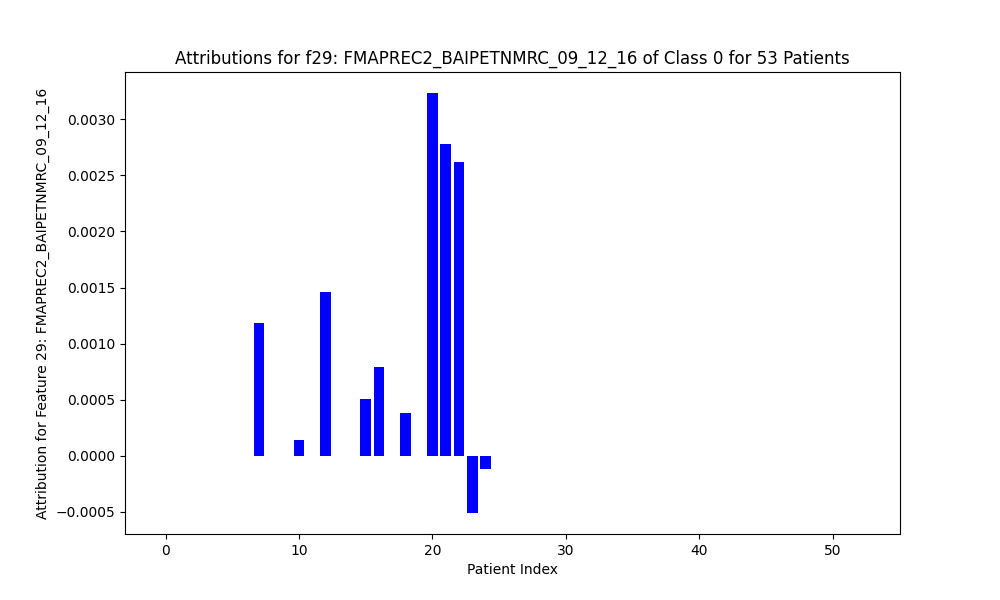 Attributions for f29: FMAPREC2_BAIPETNMRC_09_12_16 of Class 0 for 53 Patients
Attribution for Feature 29: FMAPREC2_BAIPETNMRC_09_12_16
0.0030
0.0025
0.0020
0.0015
0.0010
0.0005
0.0000
−0.0005
0 10 20 30 40 50
Patient Index